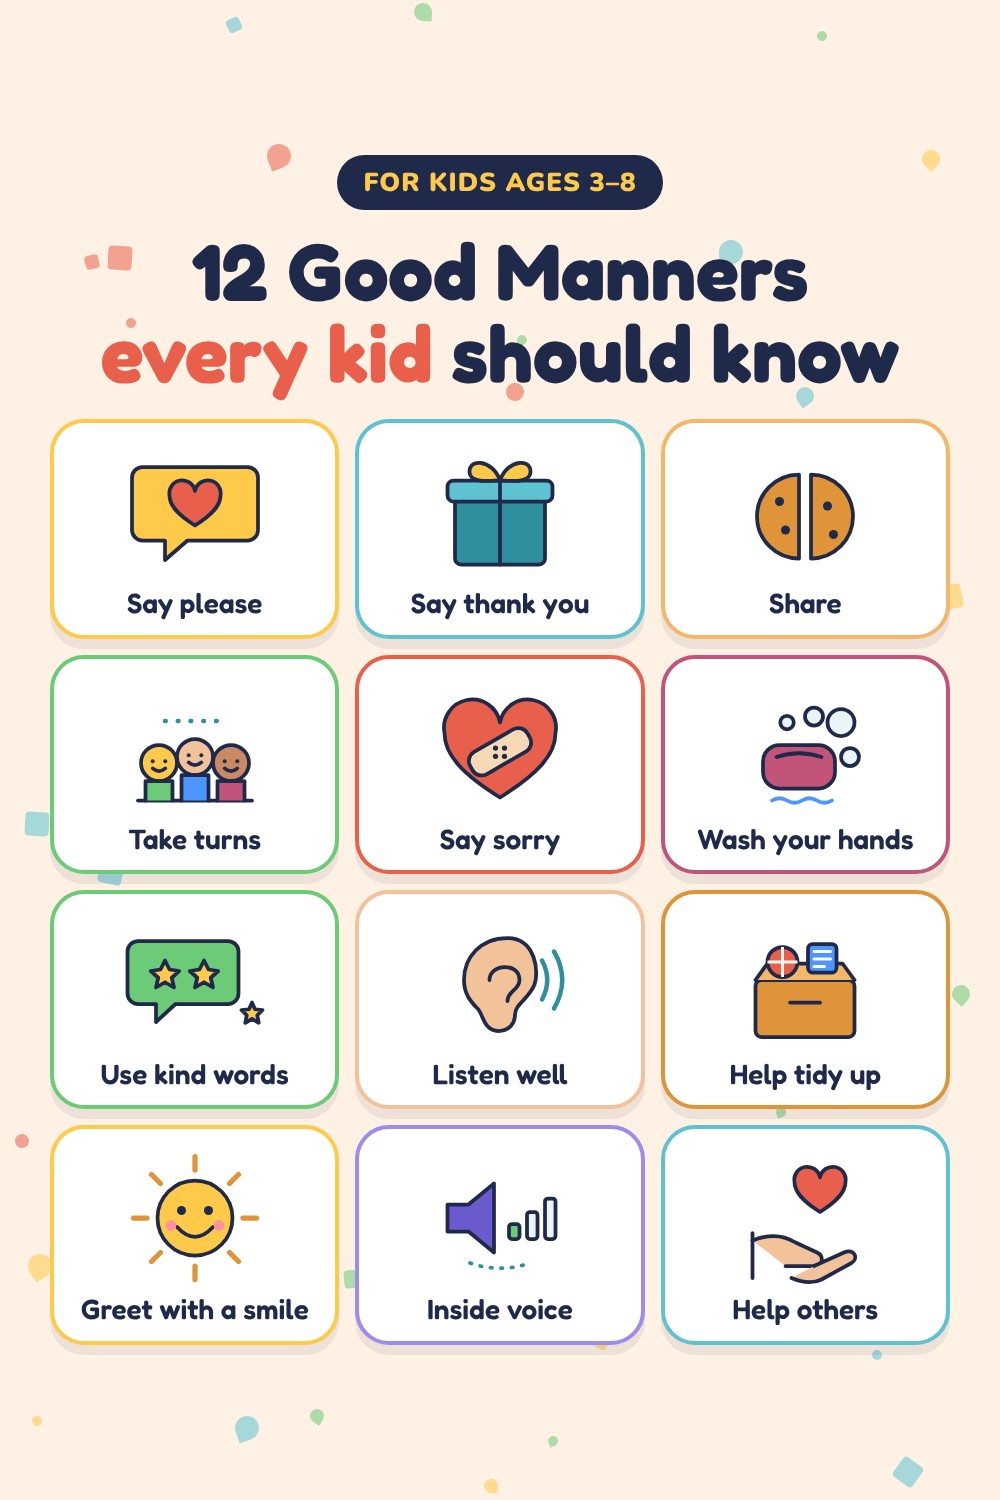 FOR KIDS AGES 3–8
12 Good Manners
every kid should know
Say please
Say thank you
Share
Take turns
Say sorry
Wash your hands
Use kind words
Listen well
Help tidy up
Greet with a smile
Inside voice
Help others